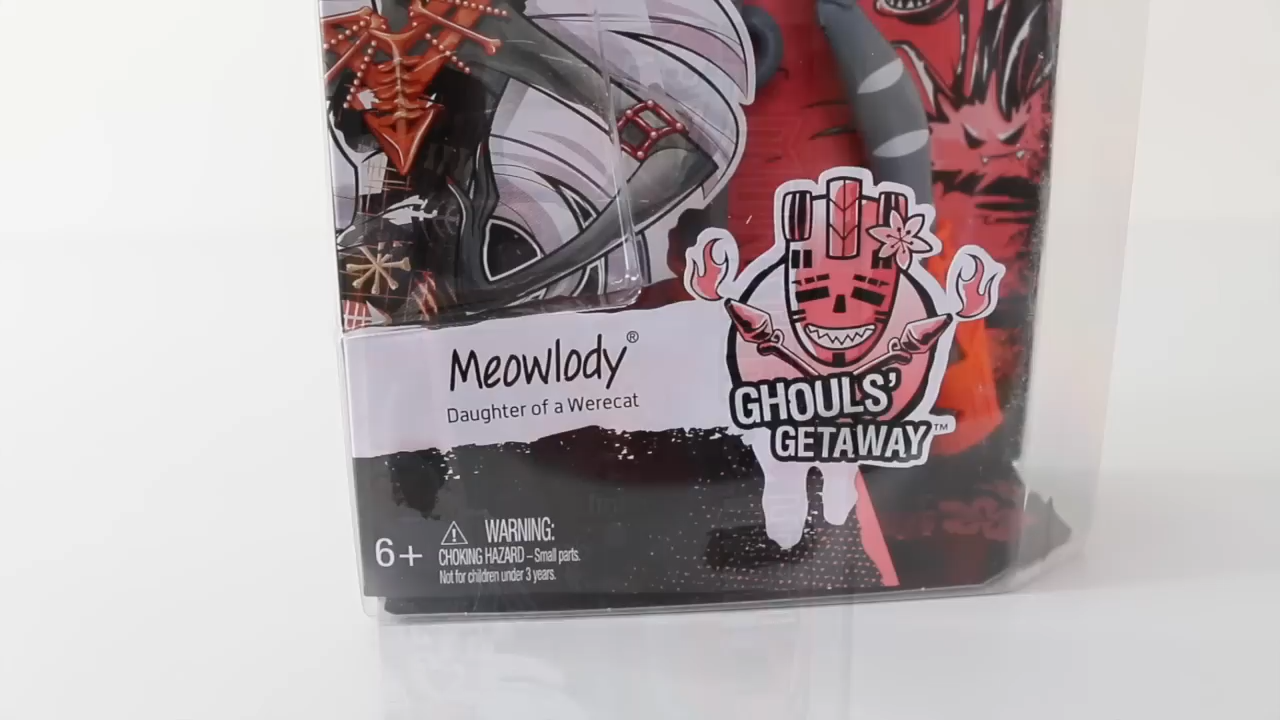 Meowlody®
Daughter of a Werecat
GHOULS'
GETAWAY™
6+
WARNING:
CHOKING HAZARD – Small parts.
Not for children under 3 years.